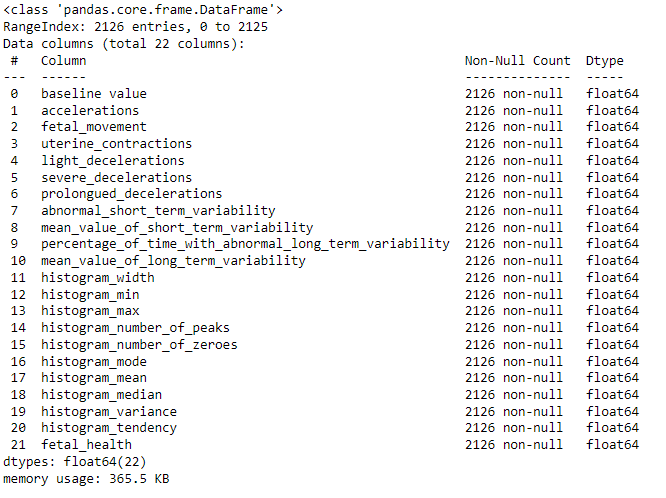 <class 'pandas.core.frame.DataFrame'>
RangeIndex: 2126 entries, 0 to 2125
Data columns (total 22 columns):
 #   Column                                                  Non-Null Count  Dtype
---  ------                                                  --------------  -----
 0   baseline value                                          2126 non-null   float64
 1   accelerations                                           2126 non-null   float64
 2   fetal_movement                                          2126 non-null   float64
 3   uterine_contractions                                    2126 non-null   float64
 4   light_decelerations                                     2126 non-null   float64
 5   severe_decelerations                                    2126 non-null   float64
 6   prolongued_decelerations                                2126 non-null   float64
 7   abnormal_short_term_variability                         2126 non-null   float64
 8   mean_value_of_short_term_variability                    2126 non-null   float64
 9   percentage_of_time_with_abnormal_long_term_variability  2126 non-null   float64
 10  mean_value_of_long_term_variability                     2126 non-null   float64
 11  histogram_width                                         2126 non-null   float64
 12  histogram_min                                           2126 non-null   float64
 13  histogram_max                                           2126 non-null   float64
 14  histogram_number_of_peaks                               2126 non-null   float64
 15  histogram_number_of_zeroes                              2126 non-null   float64
 16  histogram_mode                                          2126 non-null   float64
 17  histogram_mean                                          2126 non-null   float64
 18  histogram_median                                        2126 non-null   float64
 19  histogram_variance                                      2126 non-null   float64
 20  histogram_tendency                                      2126 non-null   float64
 21  fetal_health                                            2126 non-null   float64
dtypes: float64(22)
memory usage: 365.5 KB